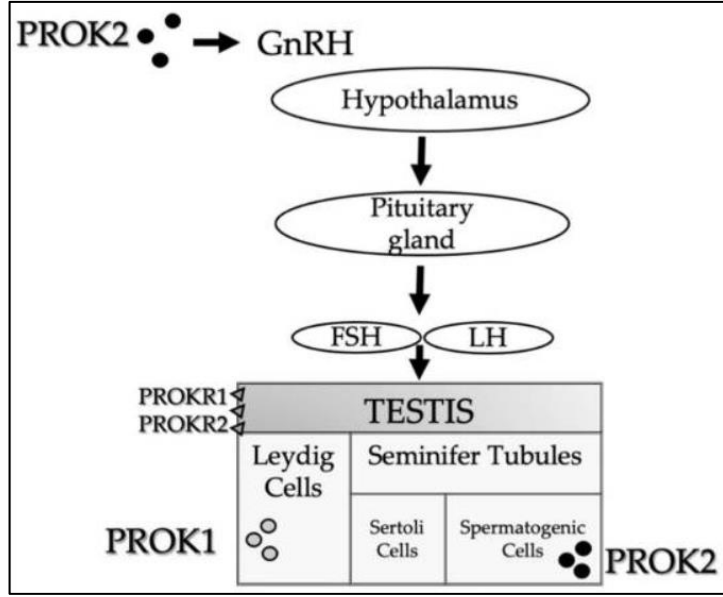 PROK2
GnRH
Hypothalamus
Pituitary
gland
FSH
LH
PROKR1
PROKR2
TESTIS
Leydig
Cells
Seminifer Tubules
Sertoli
Cells
Spermatogenic
Cells
PROK1
PROK2